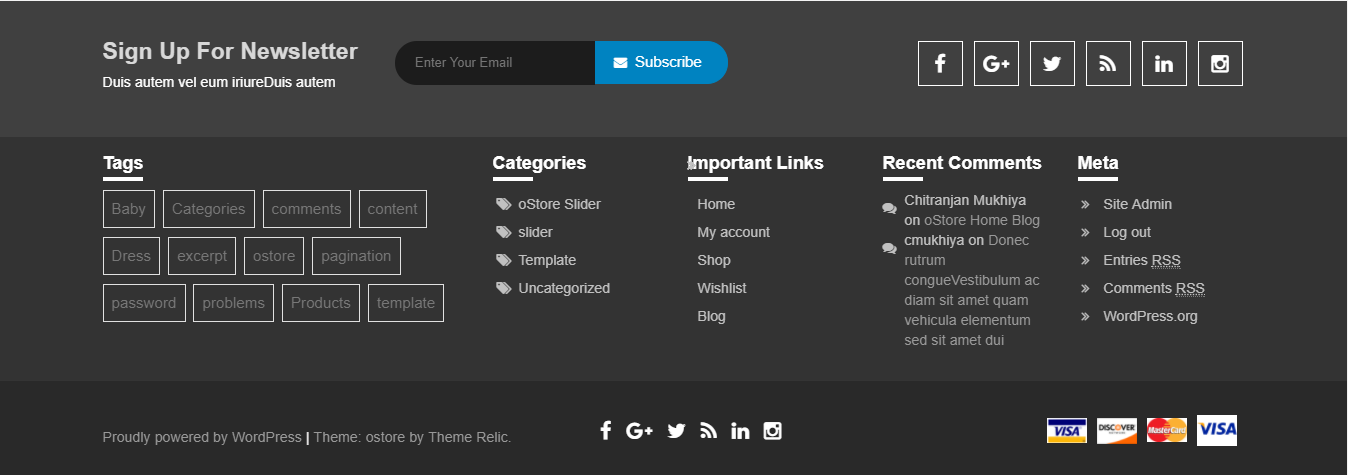 Sign Up For Newsletter
Duis autem vel eum iriureDuis autem
Enter Your Email
Subscribe
Tags
Baby
Categories
comments
content
Dress
excerpt
ostore
pagination
password
problems
Products
template
Categories
oStore Slider
slider
Template
Uncategorized
Important Links
Home
My account
Shop
Wishlist
Blog
Recent Comments
Chitranjan Mukhiya
on oStore Home Blog
cmukhiya on Donec
rutrum
congueVestibulum ac
diam sit amet quam
vehicula elementum
sed sit amet dui
Meta
Site Admin
Log out
Entries RSS
Comments RSS
WordPress.org
Proudly powered by WordPress | Theme: ostore by Theme Relic.
VISA
DISCOVER
MasterCard
VISA